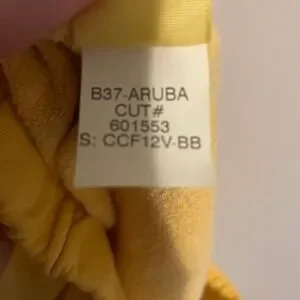 B37-ARUBA
CUT#
601553
S: CCF12V-BB